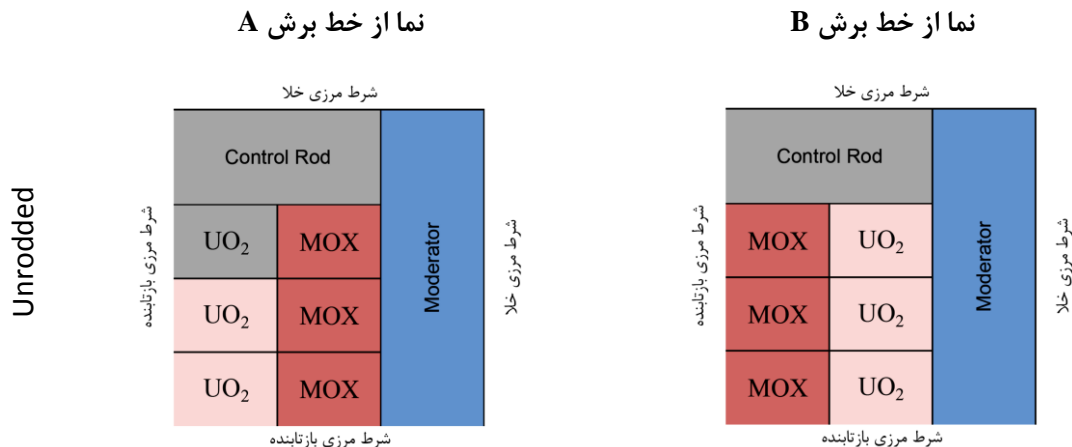 نما از خط برش A
نما از خط برش B
شرط مرزی خلا
Control Rod
UO2 MOX
UO2 MOX
UO2 MOX
Moderator
شرط مرزی بازتابنده
شرط مرزی خلا
شرط مرزی بازتابنده
Unrodded
شرط مرزی خلا
Control Rod
MOX UO2
MOX UO2
MOX UO2
Moderator
شرط مرزی بازتابنده
شرط مرزی خلا
شرط مرزی بازتابنده